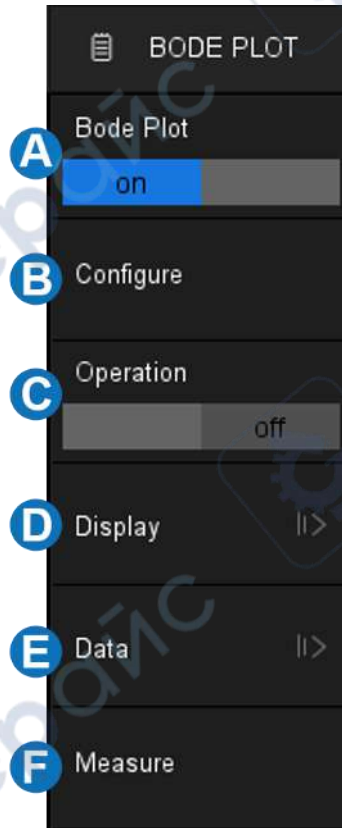 BODE PLOT
A
Bode Plot
on
B
Configure
C
Operation
off
D
Display
E
Data
F
Measure